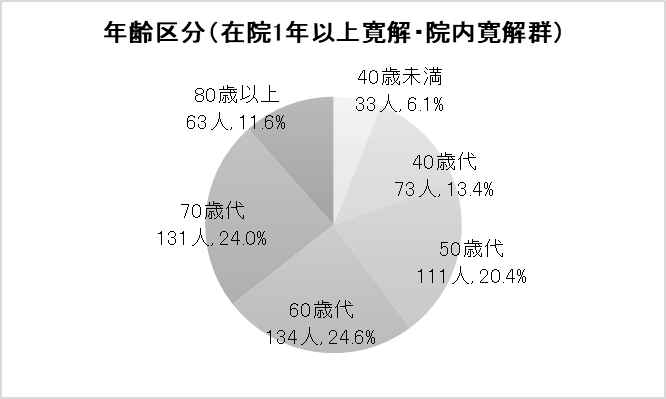 年齢区分(在院1年以上寛解・院内寛解群)
40歳未満
33人, 6.1%
40歳代
73人, 13.4%
50歳代
111人, 20.4%
60歳代
134人, 24.6%
70歳代
131人, 24.0%
80歳以上
63人, 11.6%